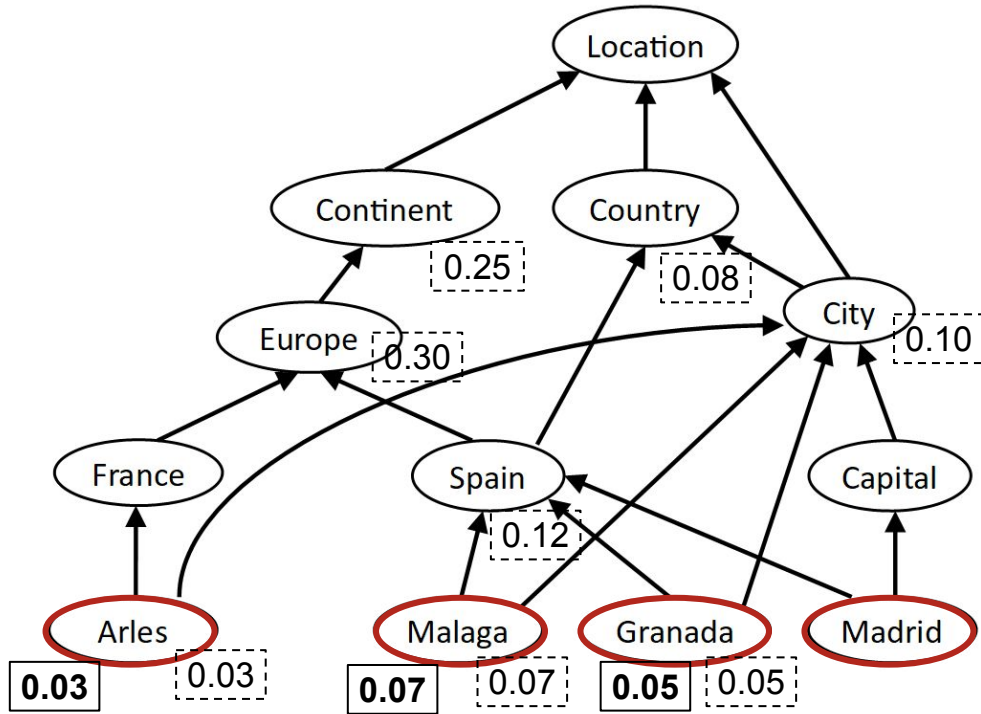 Location
Continent
Country
0.25
0.08
City
0.10
Europe
0.30
France
Spain
Capital
0.12
Arles
Malaga
Granada
Madrid
0.03
0.03
0.07
0.07
0.05
0.05